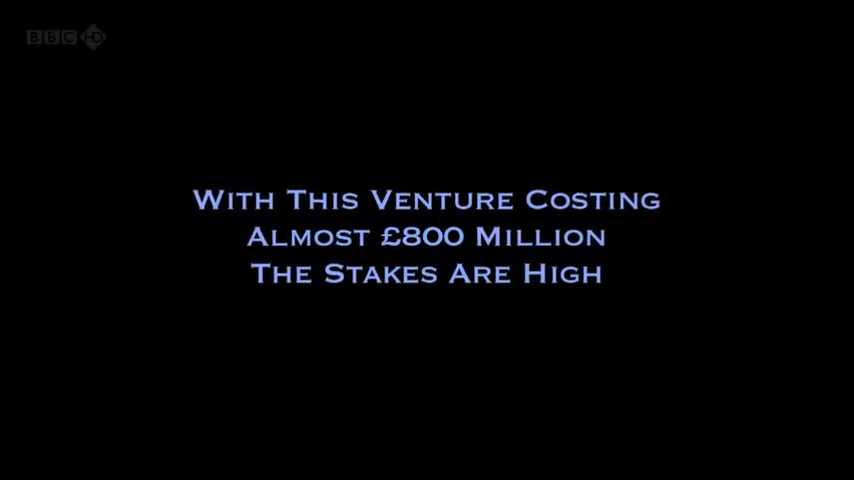 BBC HD
WITH THIS VENTURE COSTING
ALMOST £800 MILLION
THE STAKES ARE HIGH